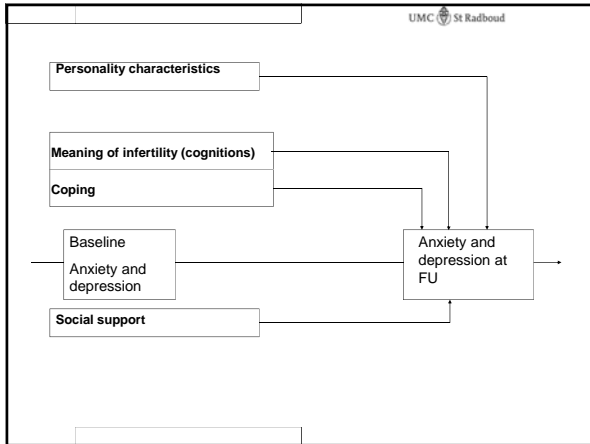 UMC St Radboud
Personality characteristics
Meaning of infertility (cognitions)
Coping
Baseline
Anxiety and
depression
Anxiety and
depression at
FU
Social support